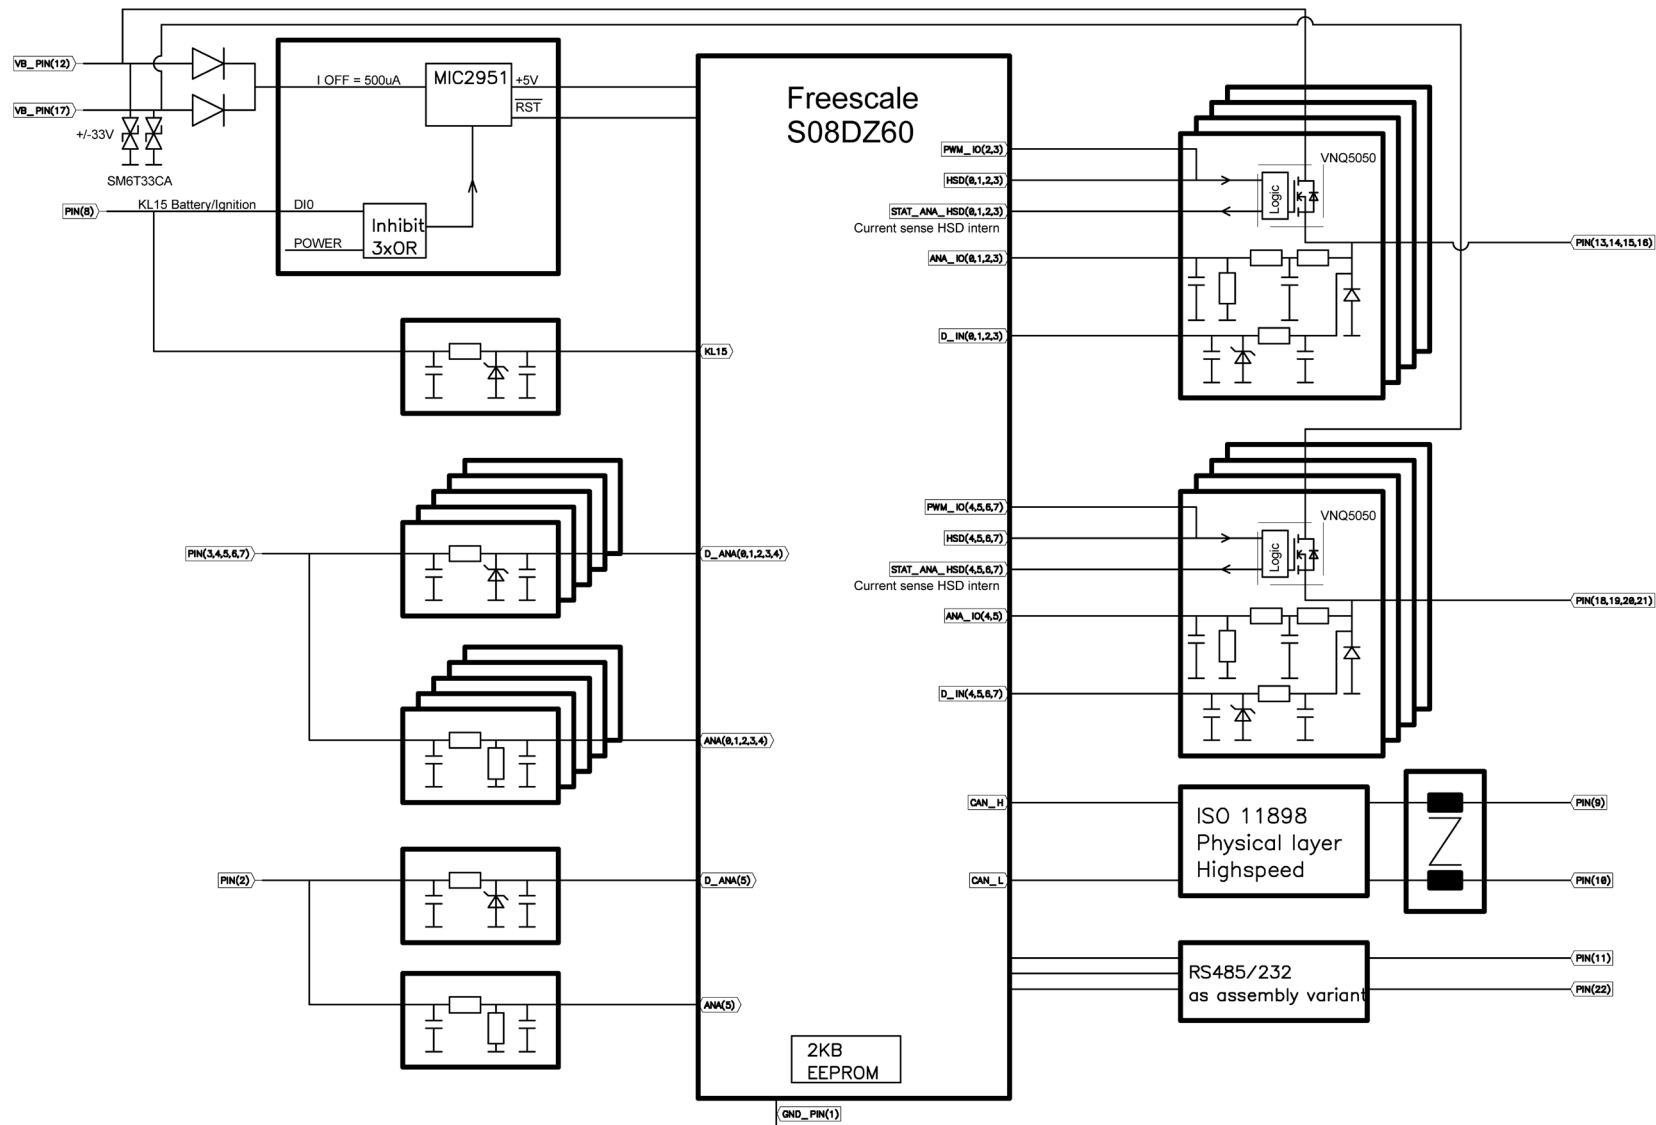 VB_PIN(12)
VB_PIN(17)
+/-33V
SM6T33CA
I OFF = 500uA
MIC2951
+5V
RST
PIN(8)
KL15 Battery/Ignition
DI0
POWER
Inhibit
3xOR
KL15
PIN(3,4,5,6,7)
D_ANA(0,1,2,3,4)
ANA(0,1,2,3,4)
PIN(2)
D_ANA(5)
ANA(5)
Freescale
S08DZ60
2KB
EEPROM
GND_PIN(1)
PWM_IO(2,3)
HSD(0,1,2,3)
STAT_ANA_HSD(0,1,2,3)
Current sense HSD intern
ANA_IO(0,1,2,3)
D_IN(0,1,2,3)
VNQ5050
Logic
PIN(13,14,15,16)
PWM_IO(4,5,6,7)
HSD(4,5,6,7)
STAT_ANA_HSD(4,5,6,7)
Current sense HSD intern
ANA_IO(4,5)
D_IN(4,5,6,7)
VNQ5050
Logic
PIN(18,19,20,21)
CAN_H
CAN_L
ISO 11898
Physical layer
Highspeed
Z
PIN(9)
PIN(10)
RS485/232
as assembly variant
PIN(11)
PIN(22)